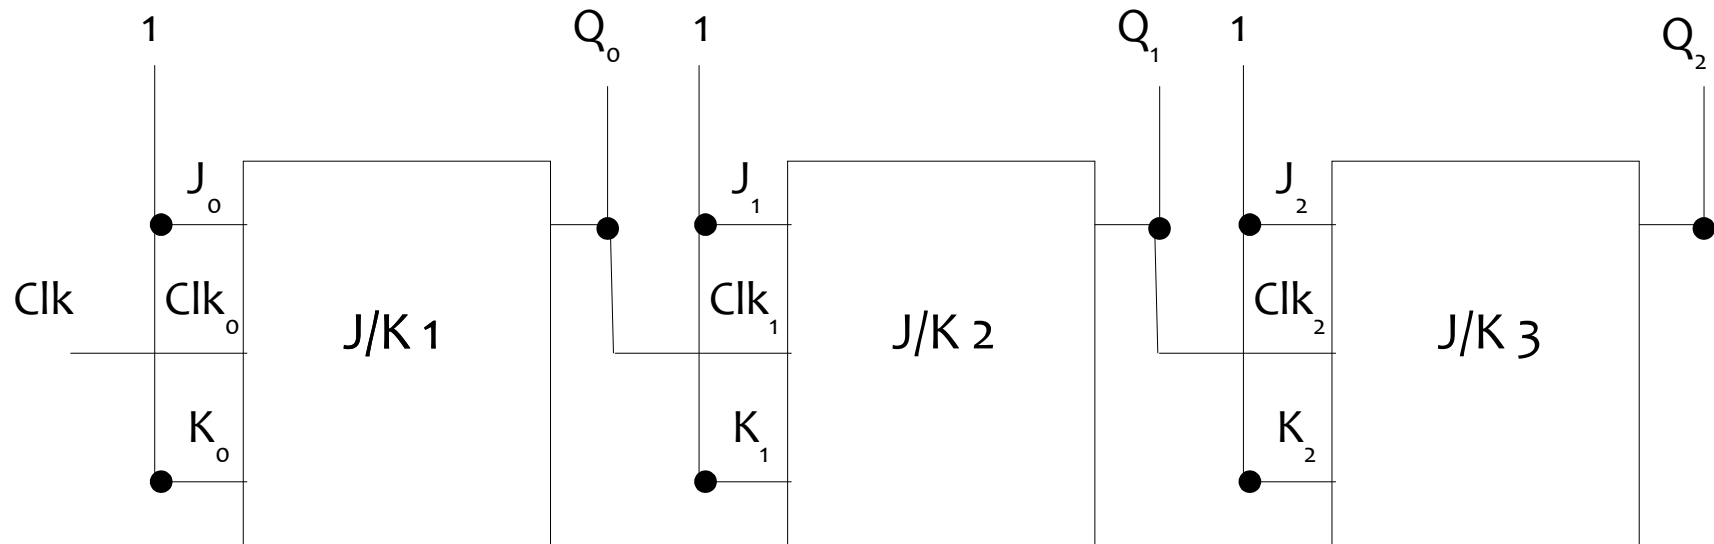 1 Q₀ 1 Q₁ 1 Q₂
J₀ J₁ J₂
Clk Clk₀ Clk₁ Clk₂
J/K 1 J/K 2 J/K 3
K₀ K₁ K₂